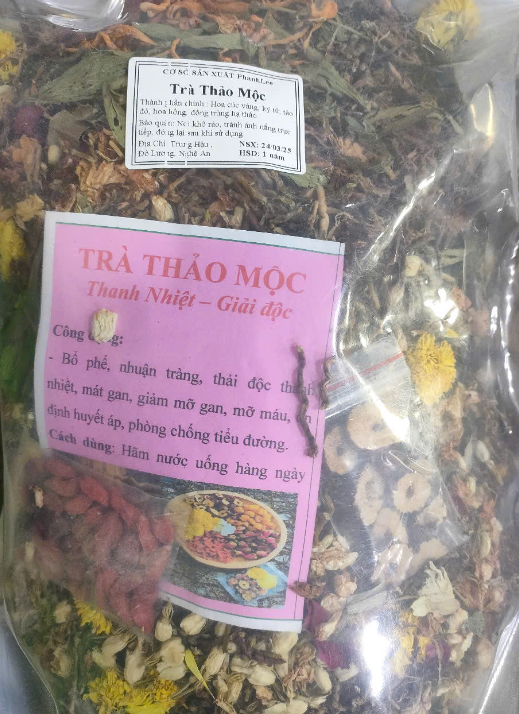 CƠ SỞ SẢN XUẤT PhanhLee
Trà Thảo Mộc
Thành phần chính: Hoa cúc vàng, kỷ tử, táo
đỏ, hoa hồng, đông trùng hạ thảo
Bảo quản: Nơi khô ráo, tránh ánh nắng trực
tiếp, đóng lại sau khi sử dụng
Địa Chỉ: Trung Hậu, NSX: 24/03/25
Đô Lương, Nghệ An HSD: 1 năm
TRÀ THẢO MỘC
Thanh Nhiệt – Giải độc
Công
- Bổ phế, nhuận tràng, thải độc thanh
nhiệt, mát gan, giảm mỡ gan, mỡ máu,
định huyết áp, phòng chống tiểu đường.
Cách dùng: Hãm nước uống hàng ngày